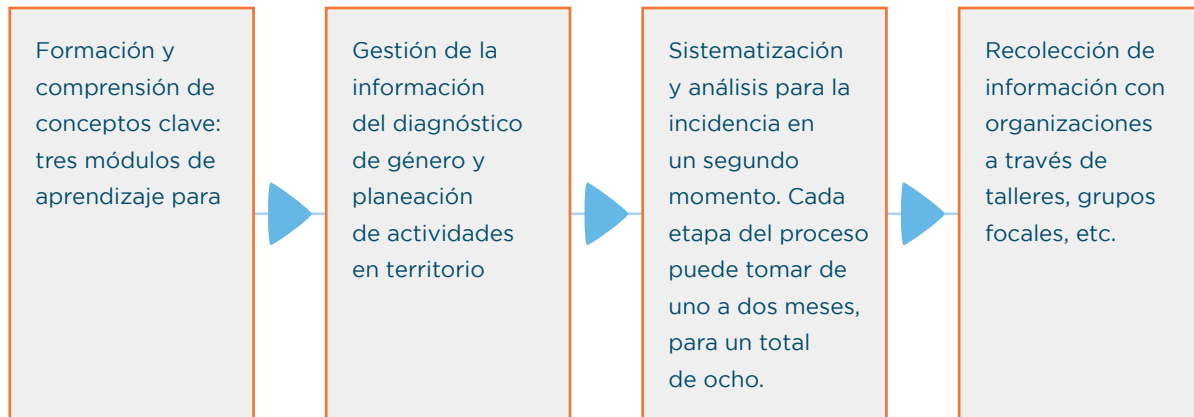 Formación y
comprensión de
conceptos clave:
tres módulos de
aprendizaje para
Gestión de la
información
del diagnóstico
de género y
planeación
de actividades
en territorio
Sistematización
y análisis para la
incidencia en
un segundo
momento. Cada
etapa del proceso
puede tomar de
uno a dos meses,
para un total
de ocho.
Recolección de
información con
organizaciones
a través de
talleres, grupos
focales, etc.